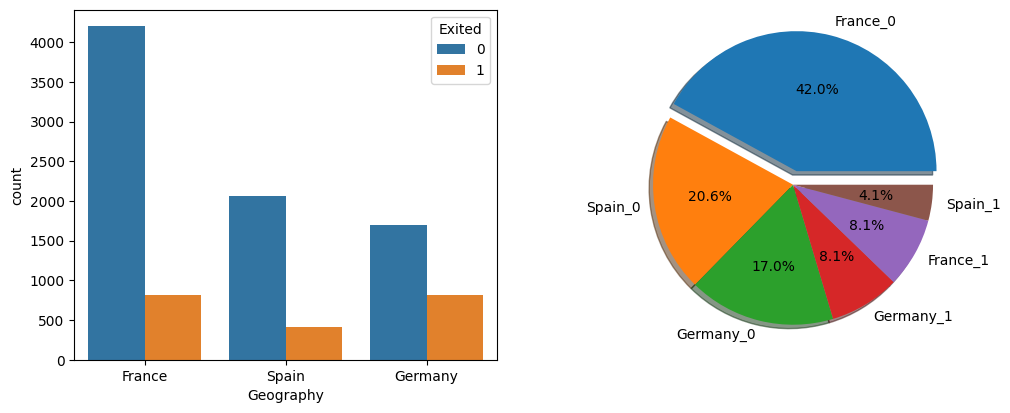 4000
3500
3000
2500
2000
1500
1000
500
0
count
France
Spain
Germany
Geography
Exited
0
1
France_0
42.0%
Spain_0
20.6%
Germany_0
17.0%
Germany_1
8.1%
France_1
8.1%
Spain_1
4.1%